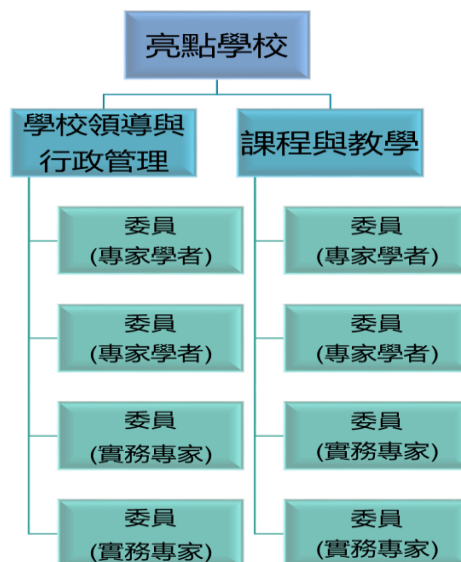 亮點學校
學校領導與
行政管理
課程與教學
委員
(專家學者)
委員
(專家學者)
委員
(實務專家)
委員
(實務專家)
委員
(專家學者)
委員
(專家學者)
委員
(實務專家)
委員
(實務專家)